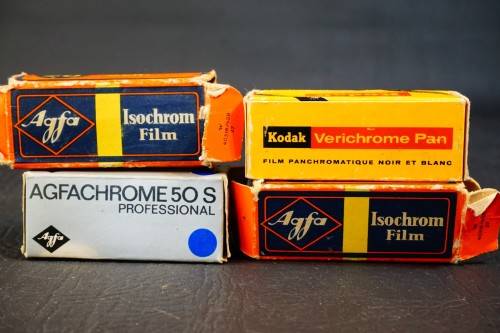 Agfa
Isochrom
Film
Kodak Verichrome Pan
FILM PANCHROMATIQUE NOIR ET BLANC
AGFACHROME 50 S
PROFESSIONAL
Agfa
Agfa
Isochrom
Film